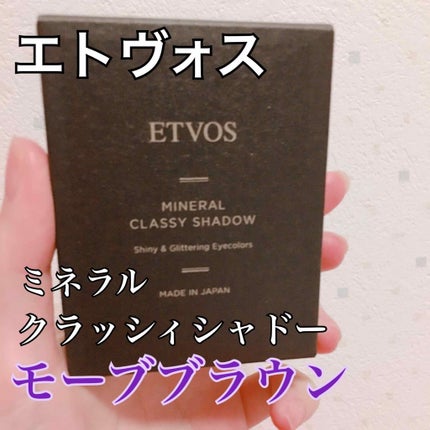 エトヴォス
ETVOS
MINERAL
CLASSY SHADOW
Shiny & Glittering Eyecolors
MADE IN JAPAN
ミネラル
クラッシィシャドー
モーブブラウン